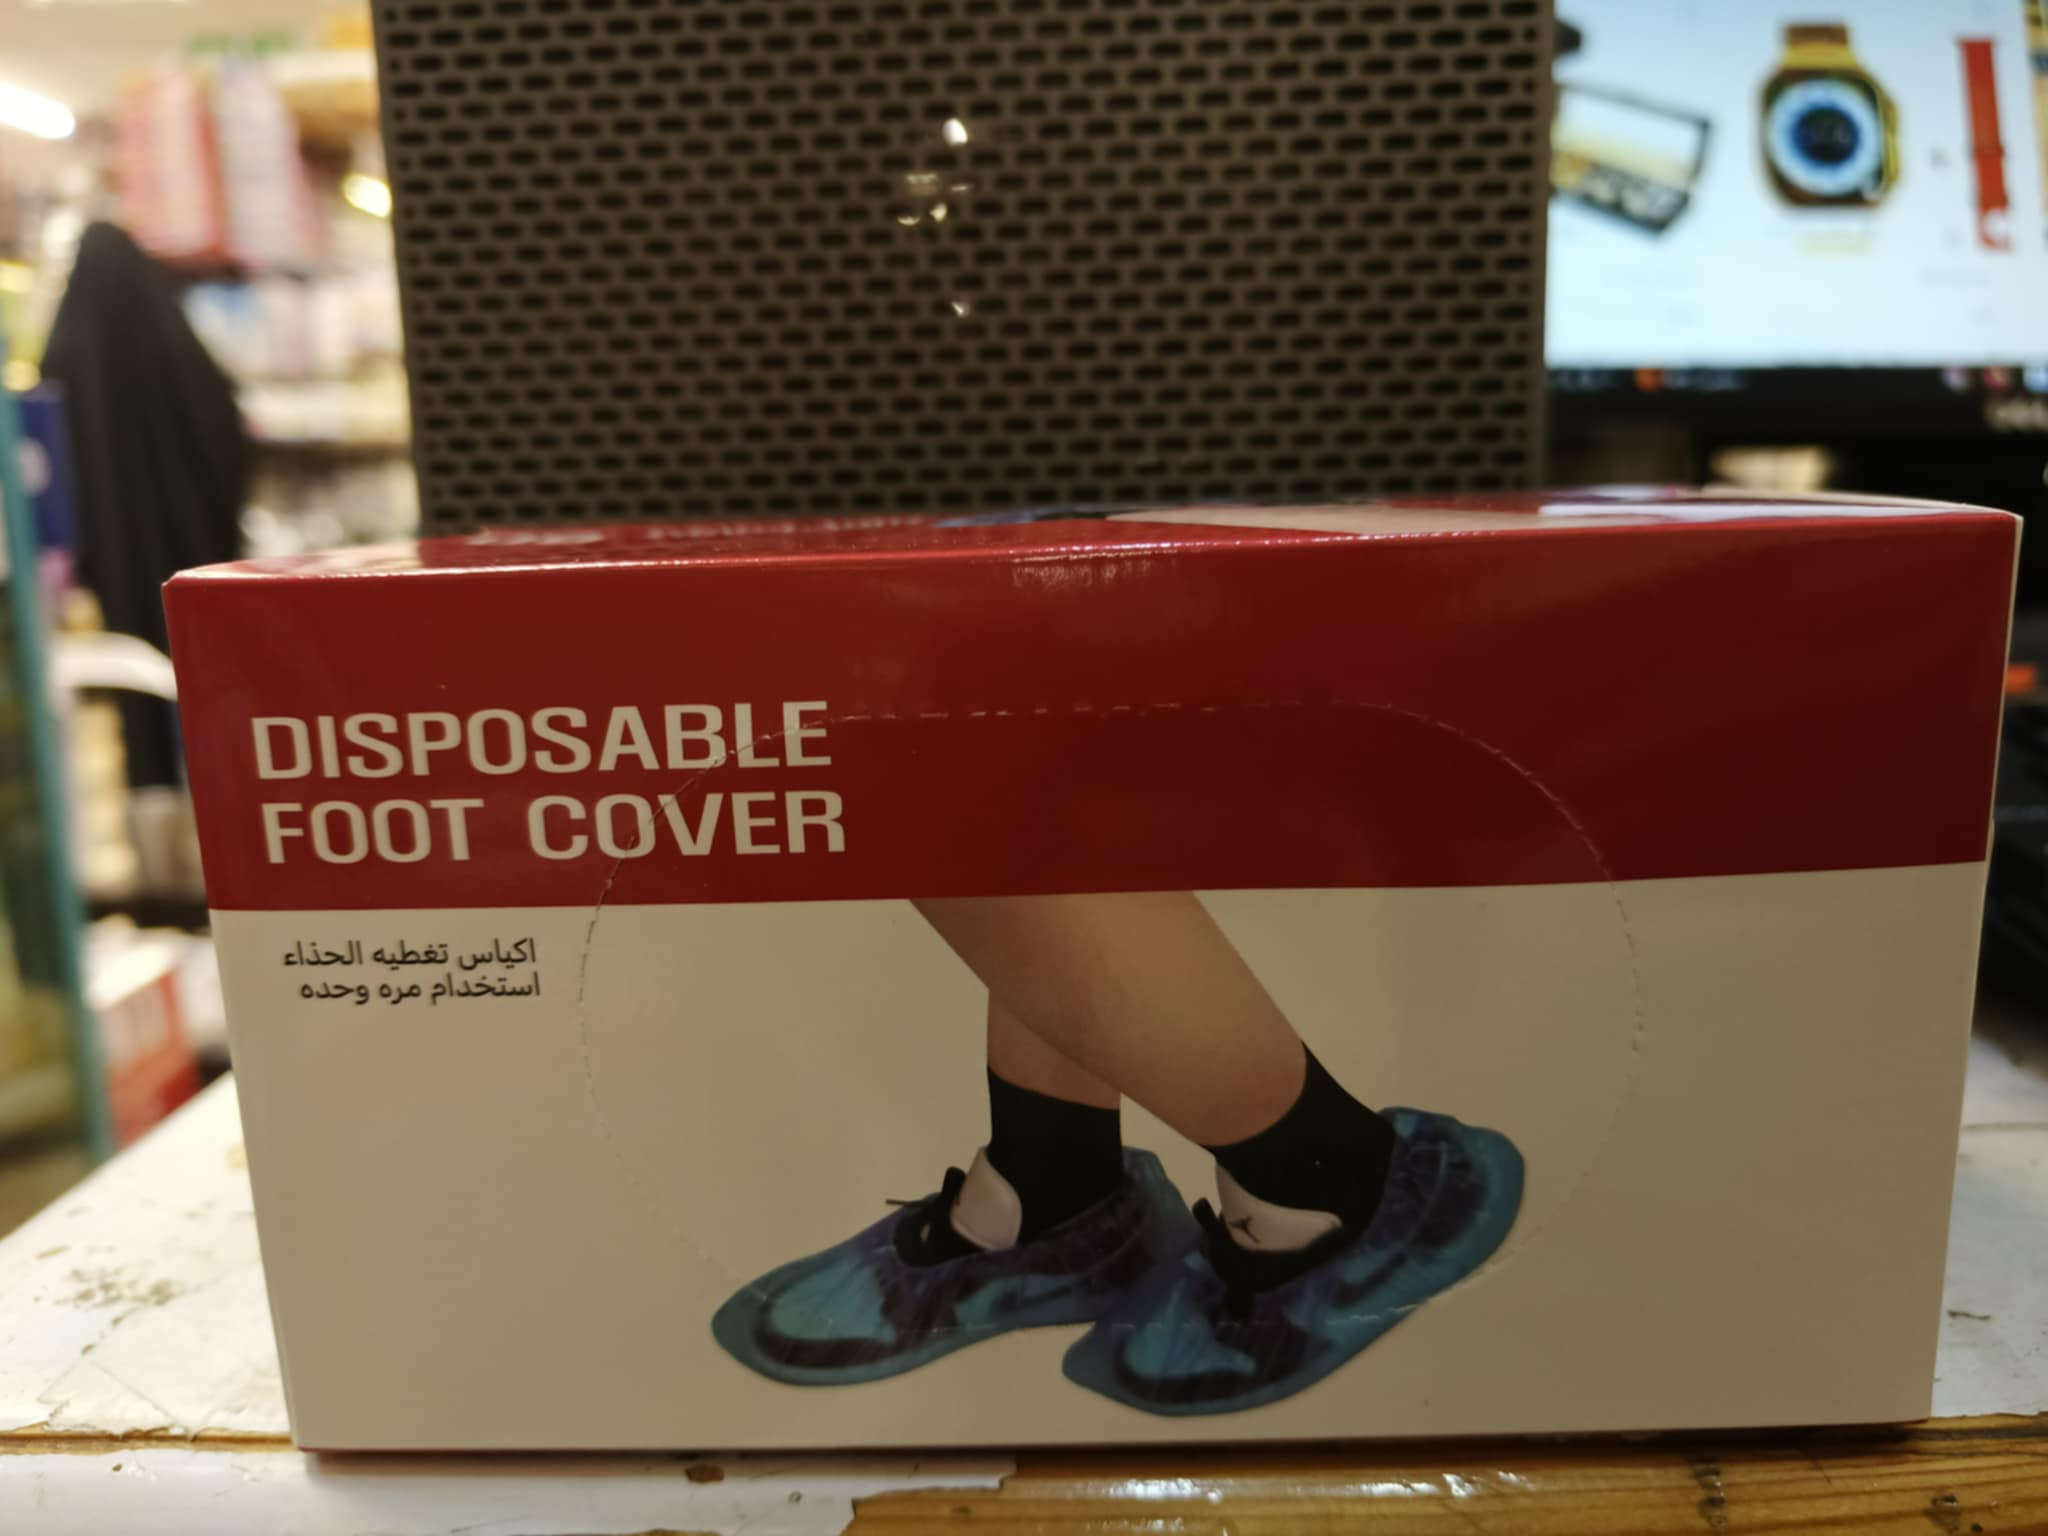 DISPOSABLE
FOOT COVER
اكياس تغطيه الحذاء
استخدام مره وحده